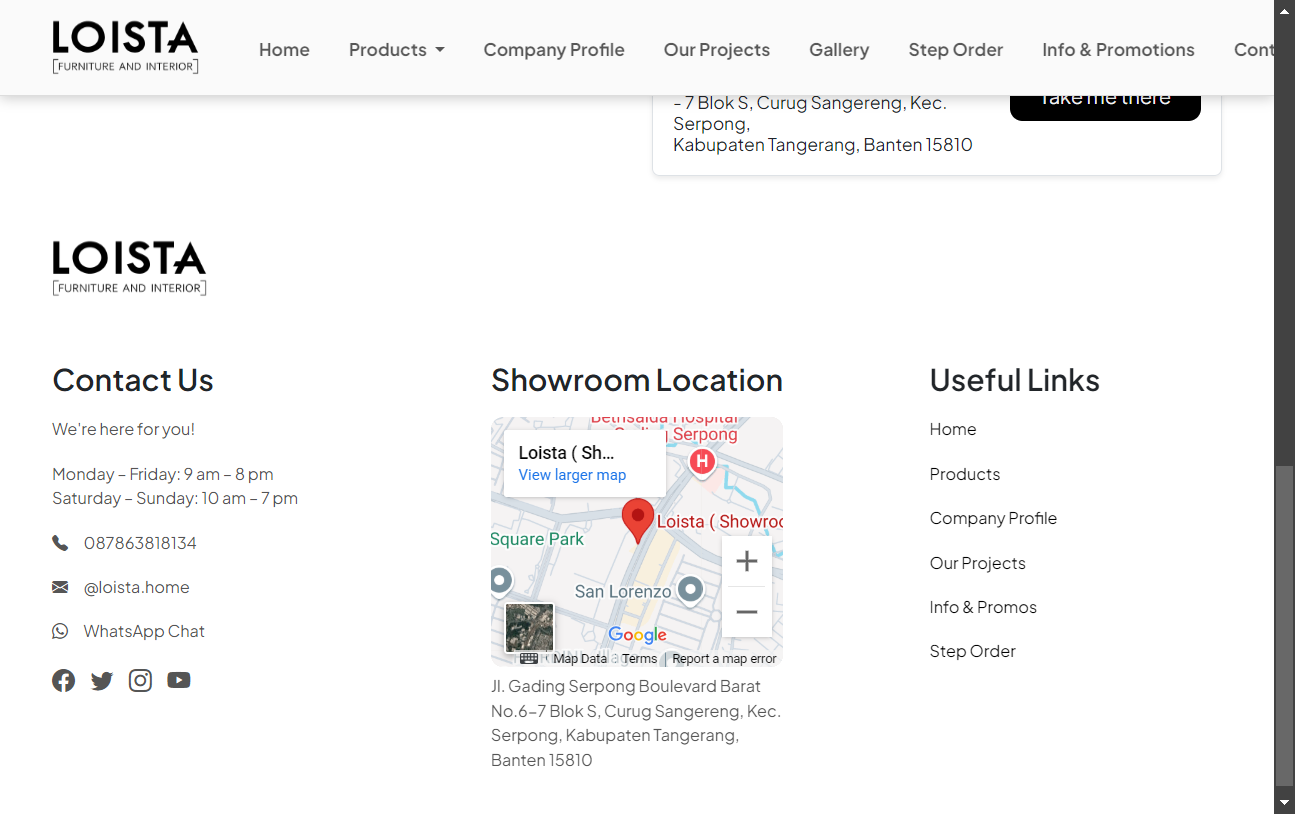 LOISTA
[FURNITURE AND INTERIOR]
Home
Products
Company Profile
Our Projects
Gallery
Step Order
Info & Promotions
Cont
- 7 Blok S, Curug Sangereng, Kec.
Serpong,
Kabupaten Tangerang, Banten 15810
Take me there
LOISTA
[FURNITURE AND INTERIOR]
Contact Us
We're here for you!
Monday – Friday: 9 am – 8 pm
Saturday – Sunday: 10 am – 7 pm
087863818134
@loista.home
WhatsApp Chat
Showroom Location
Bethsaida Hospital
Gading Serpong
Loista ( Sh...
View larger map
H
Loista ( Showroo
Square Park
San Lorenzo
Google
Map Data
Terms
Report a map error
Jl. Gading Serpong Boulevard Barat
No.6-7 Blok S, Curug Sangereng, Kec.
Serpong, Kabupaten Tangerang,
Banten 15810
Useful Links
Home
Products
Company Profile
Our Projects
Info & Promos
Step Order